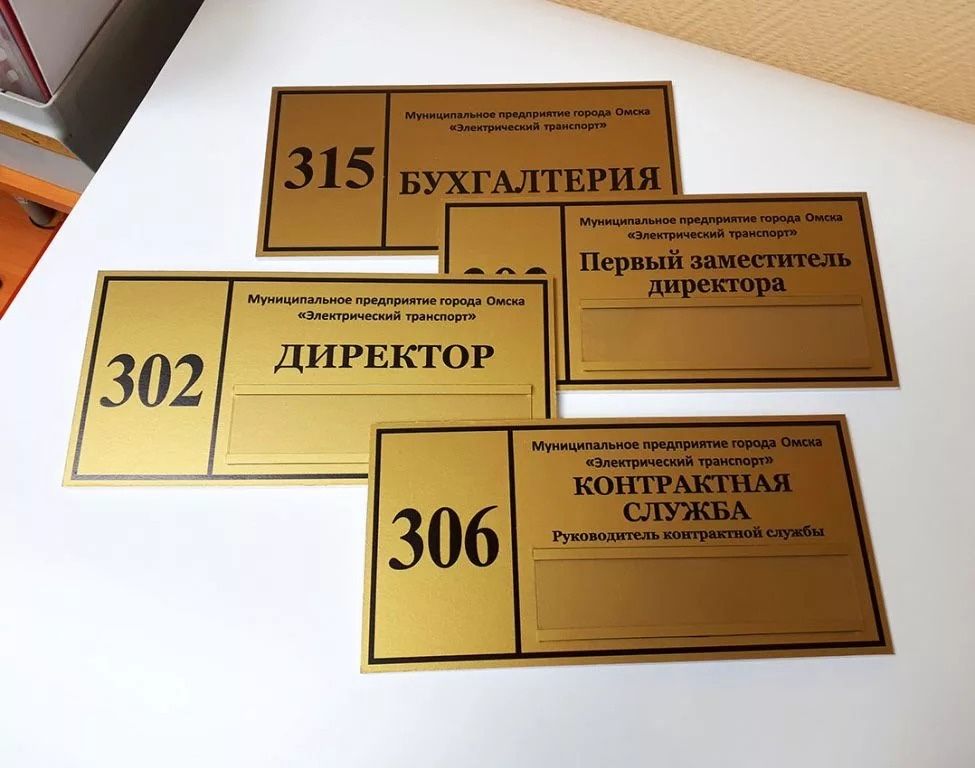 315
Муниципальное предприятие города Омска
«Электрический транспорт»
БУХГАЛТЕРИЯ
Муниципальное предприятие города Омска
«Электрический транспорт»
Первый заместитель
директора
302
Муниципальное предприятие города Омска
«Электрический транспорт»
ДИРЕКТОР
306
Муниципальное предприятие города Омска
«Электрический транспорт»
КОНТРАКТНАЯ
СЛУЖБА
Руководитель контрактной службы